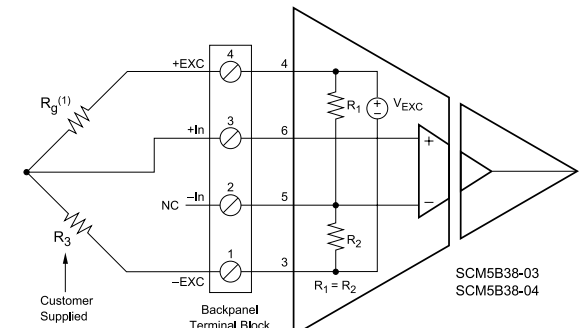 +EXC
4
4
Rg(1)
R1
VEXC
+In
3
6
+
NC
–In
2
5
–
R3
R2
1
3
–EXC
R1 = R2
SCM5B38-03
SCM5B38-04
Customer
Supplied
Backpanel
Terminal Block